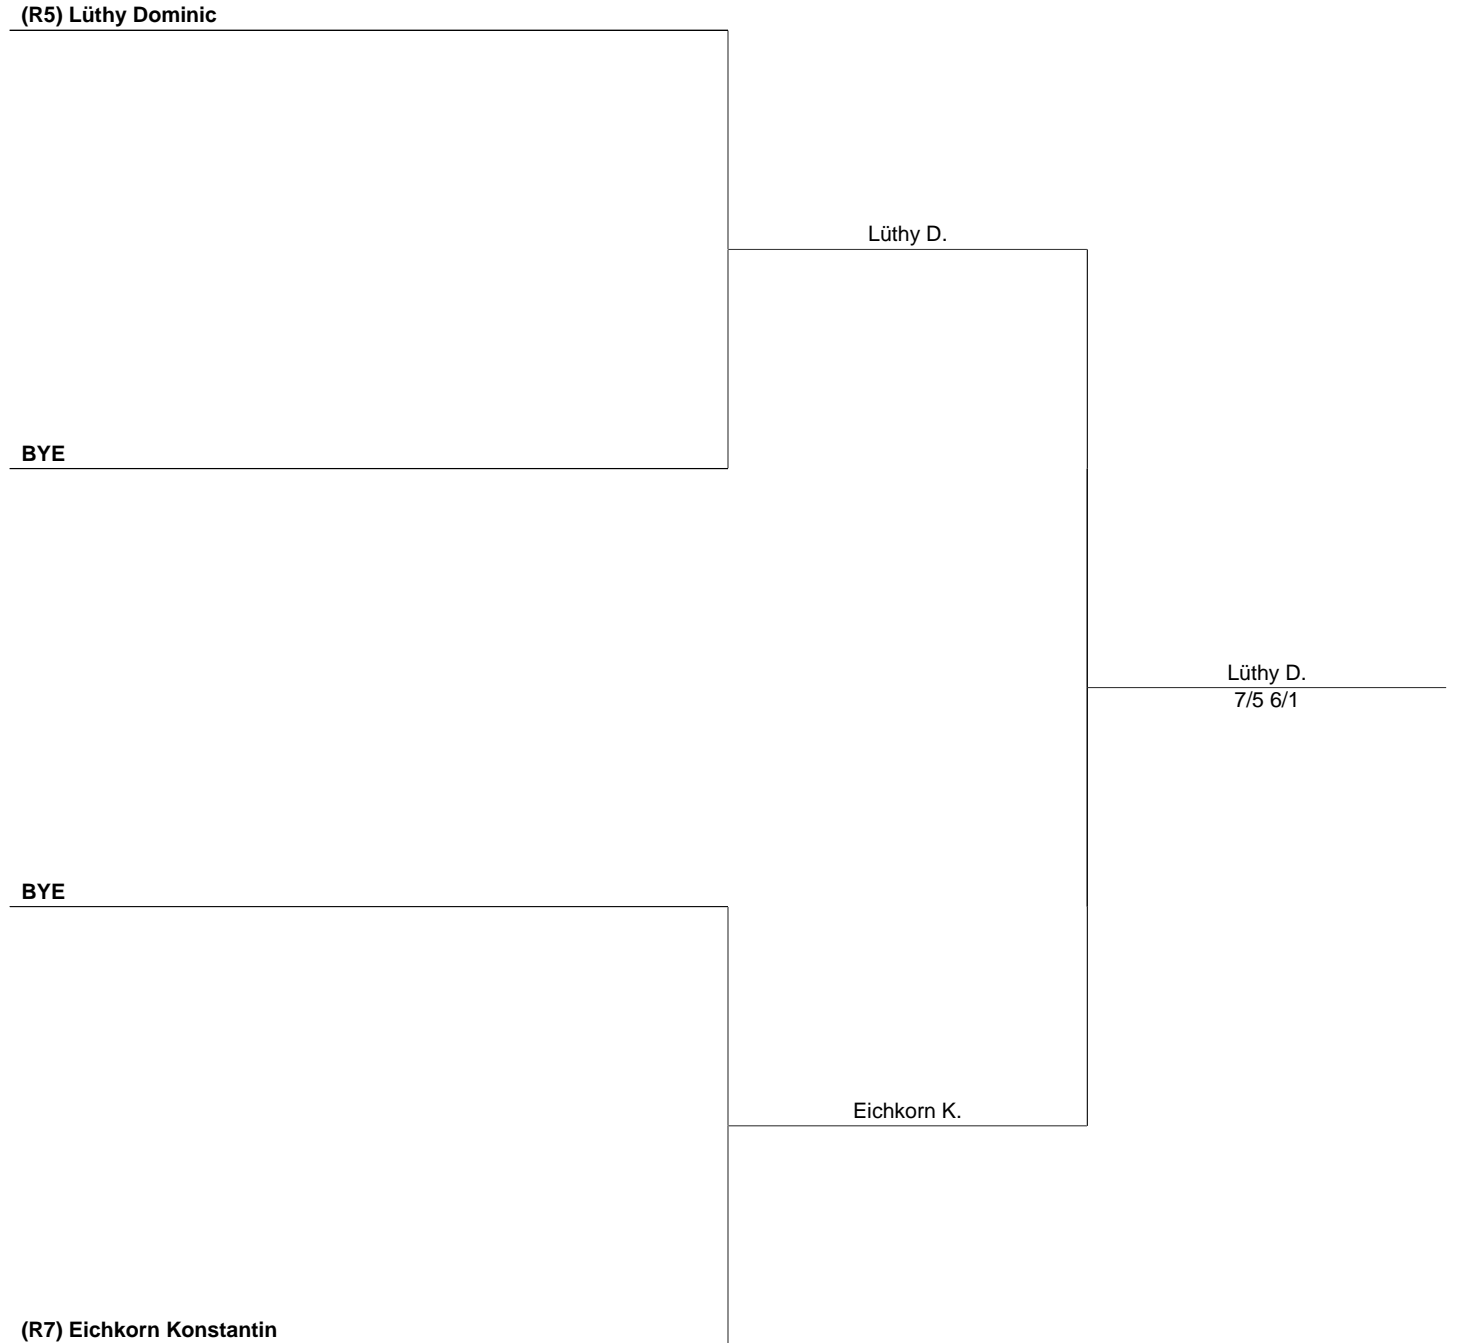 (R5) Lüthy Dominic
Lüthy D.
BYE
Lüthy D.
7/5 6/1
BYE
Eichkorn K.
(R7) Eichkorn Konstantin